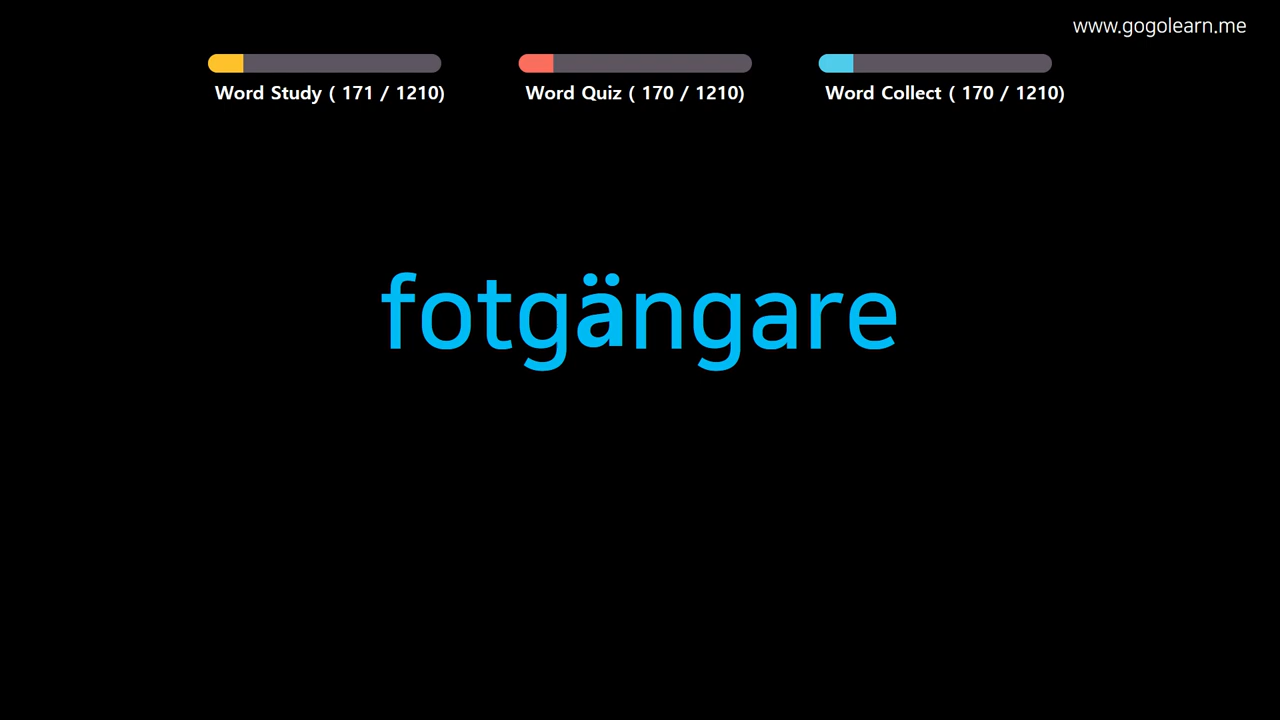 www.gogolearn.me
Word Study ( 171 / 1210)
Word Quiz ( 170 / 1210)
Word Collect ( 170 / 1210)
fotgängare